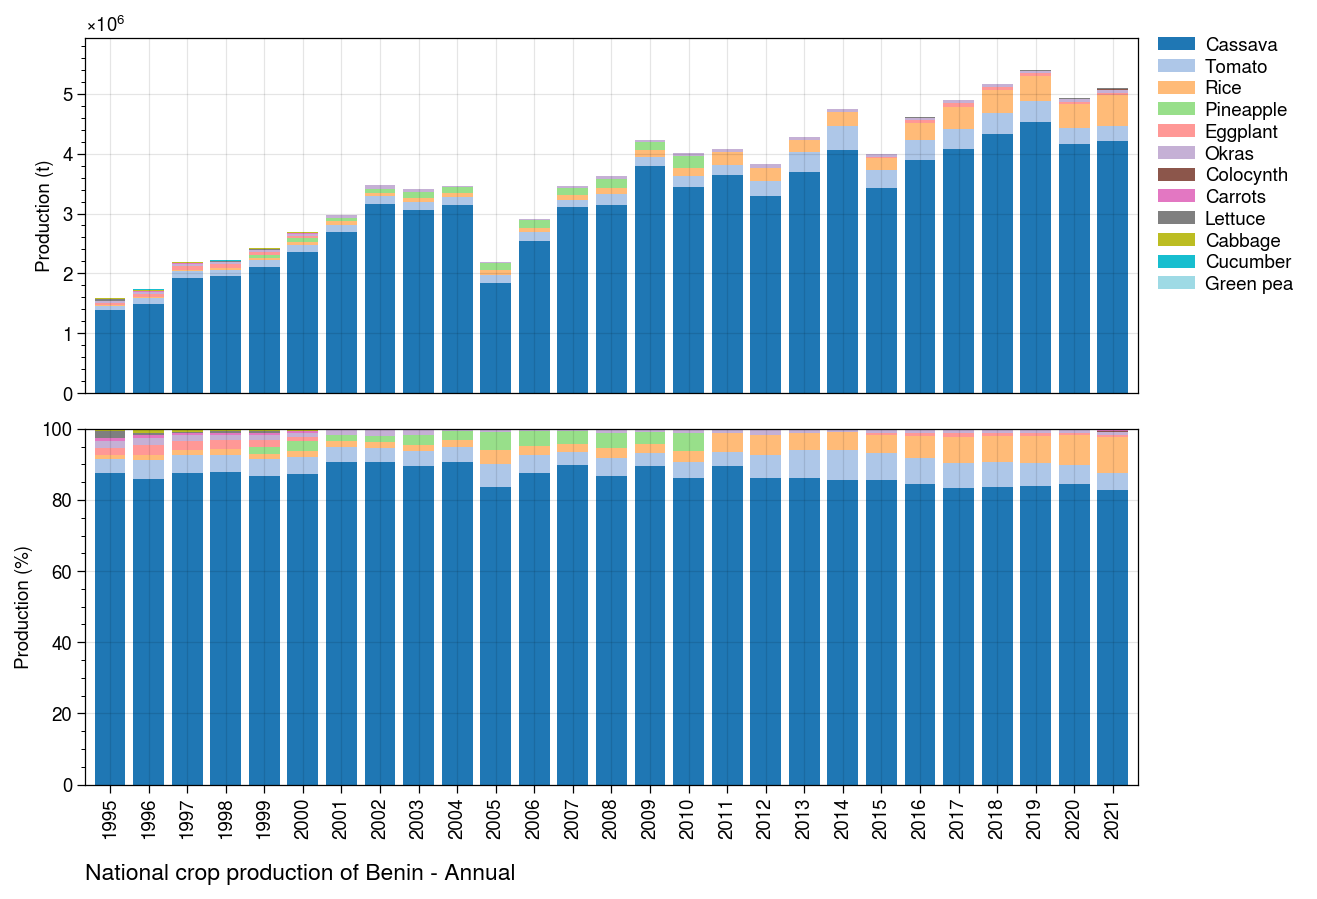 ×10⁶
Production (t)
5
4
3
2
1
0
Cassava
Tomato
Rice
Pineapple
Eggplant
Okras
Colocynth
Carrots
Lettuce
Cabbage
Cucumber
Green pea
Production (%)
100
80
60
40
20
0
1995 1996 1997 1998 1999 2000 2001 2002 2003 2004 2005 2006 2007 2008 2009 2010 2011 2012 2013 2014 2015 2016 2017 2018 2019 2020 2021
National crop production of Benin - Annual